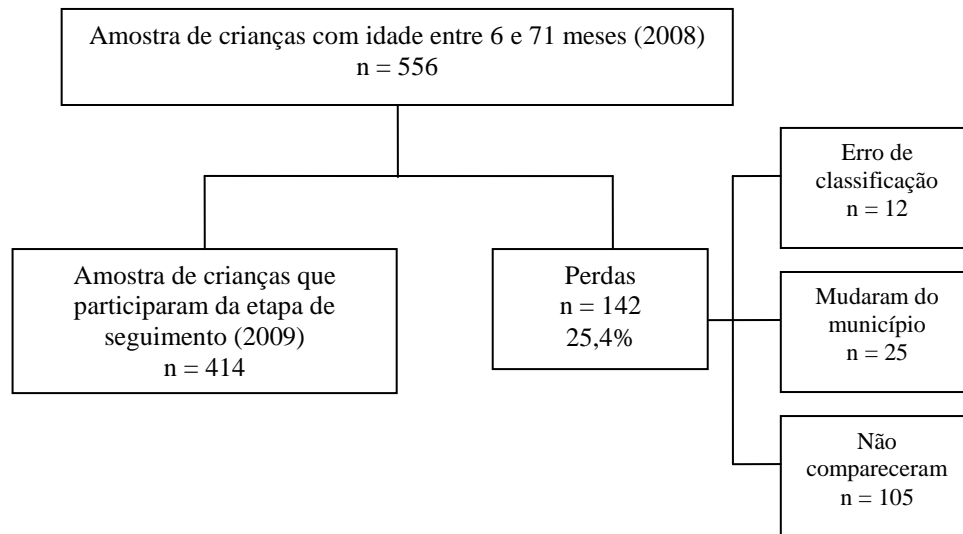 Amostra de crianças com idade entre 6 e 71 meses (2008)
n = 556
Amostra de crianças que
participaram da etapa de
seguimento (2009)
n = 414
Perdas
n = 142
25,4%
Erro de
classificação
n = 12
Mudaram do
município
n = 25
Não
compareceram
n = 105